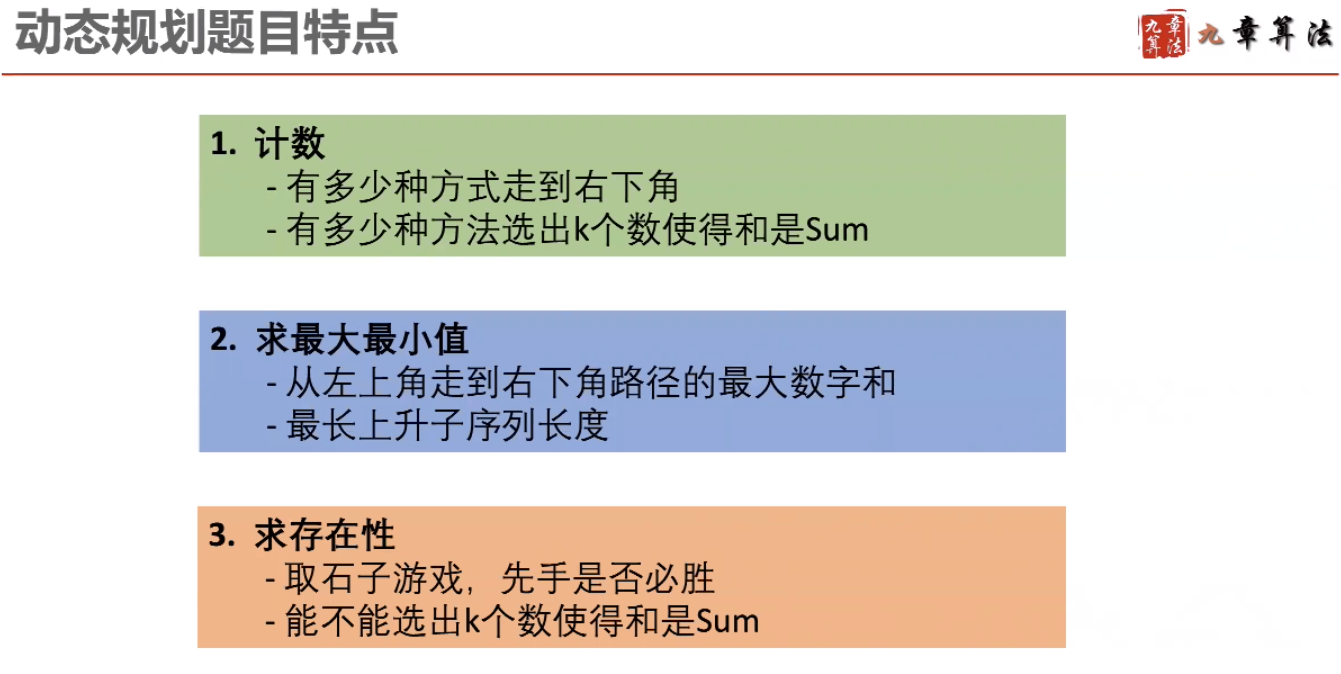 动态规划题目特点
九章算法
九章算法
1. 计数
- 有多少种方式走到右下角
- 有多少种方法选出k个数使得和是Sum
2. 求最大最小值
- 从左上角走到右下角路径的最大数字和
- 最长上升子序列长度
3. 求存在性
- 取石子游戏，先手是否必胜
- 能不能选出k个数使得和是Sum